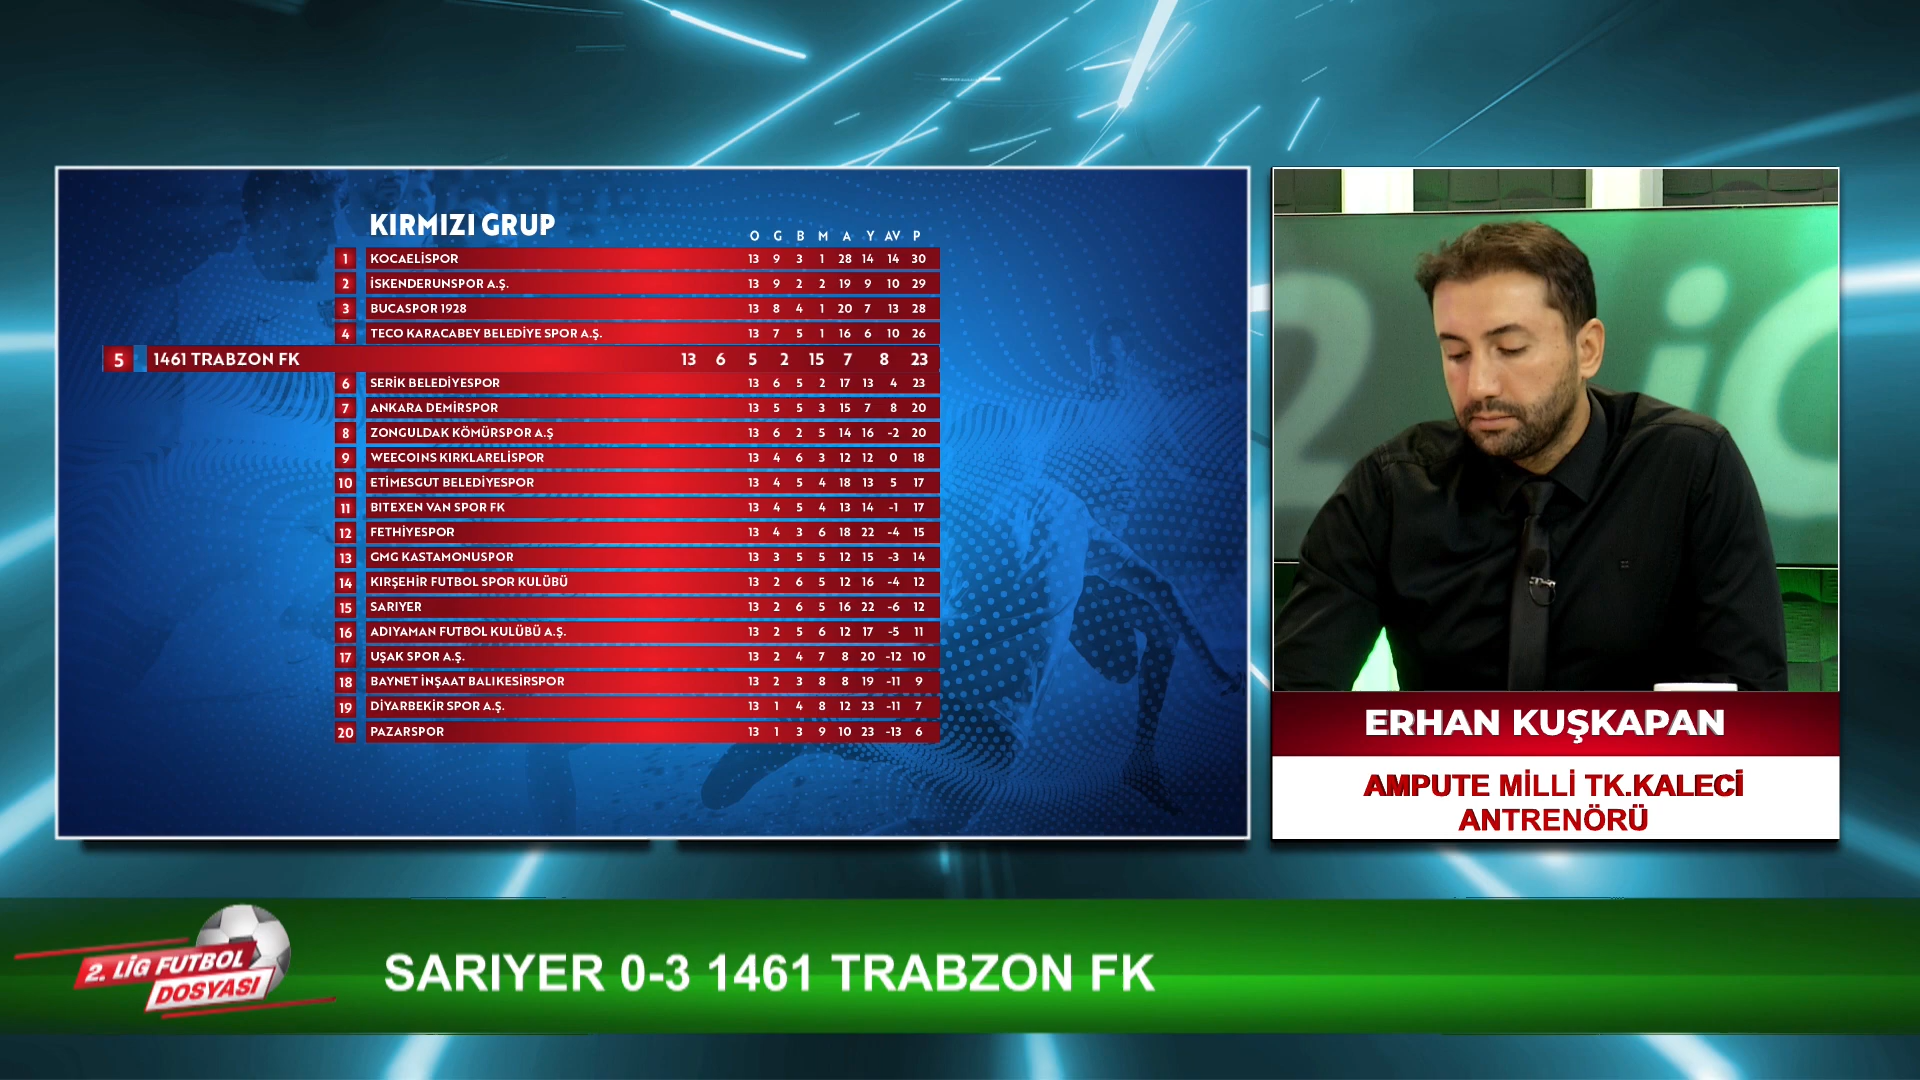 KIRMIZI GRUP
O G B M A Y AV P
1 KOCAELİSPOR 13 9 3 1 28 14 14 30
2 İSKENDERUNSPOR A.Ş. 13 9 2 2 19 9 10 29
3 BUCASPOR 1928 13 8 4 1 20 7 13 28
4 TECO KARACABEY BELEDİYE SPOR A.Ş. 13 7 5 1 16 6 10 26
5 1461 TRABZON FK 13 6 5 2 15 7 8 23
6 SERİK BELEDİYESPOR 13 6 5 2 17 13 4 23
7 ANKARA DEMİRSPOR 13 5 5 3 15 7 8 20
8 ZONGULDAK KÖMÜRSPOR A.Ş 13 6 2 5 14 16 -2 20
9 WEECOINS KIRKLARELİSPOR 13 4 6 3 12 12 0 18
10 ETİMESGUT BELEDİYESPOR 13 4 5 4 18 13 5 17
11 BITEXEN VAN SPOR FK 13 4 5 4 13 14 -1 17
12 FETHİYESPOR 13 4 3 6 18 22 -4 15
13 GMG KASTAMONUSPOR 13 3 5 5 12 15 -3 14
14 KIRŞEHİR FUTBOL SPOR KULÜBÜ 13 2 6 5 12 16 -4 12
15 SARIYER 13 2 6 5 16 22 -6 12
16 ADIYAMAN FUTBOL KULÜBÜ A.Ş. 13 2 5 6 12 17 -5 11
17 UŞAK SPOR A.Ş. 13 2 4 7 8 20 -12 10
18 BAYNET İNŞAAT BALIKESİRSPOR 13 2 3 8 8 19 -11 9
19 DİYARBEKİR SPOR A.Ş. 13 1 4 8 12 23 -11 7
20 PAZARSPOR 13 1 3 9 10 23 -13 6
ERHAN KUŞKAPAN
AMPUTE MİLLİ TK.KALECİ
ANTRENÖRÜ
2. LİG FUTBOL
DOSYASI
SARIYER 0-3 1461 TRABZON FK